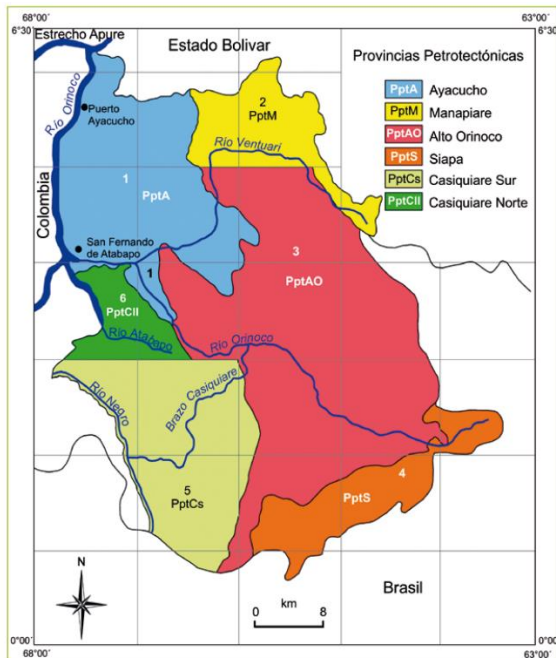 68°00'
63°00'
6°30
6°30
Estrecho Apure
Estado Bolivar
Provincias Petrotectónicas
PptA Ayacucho
PptM Manapiare
PptAO Alto Orinoco
PptS Siapa
PptCs Casiquiare Sur
PptCII Casiquiare Norte
Río Orinoco
Puerto
Ayacucho
2
PptM
Río Ventuari
1
PptA
Colombia
San Fernando
de Atabapo
1
3
PptAO
6
PptCII
Río Atabapo
Río Orinoco
Río Negro
Brazo Casiquiare
5
PptCs
4
PptS
N
km
0 8
Brasil
0°00'
0°00'
68°00'
63°00'